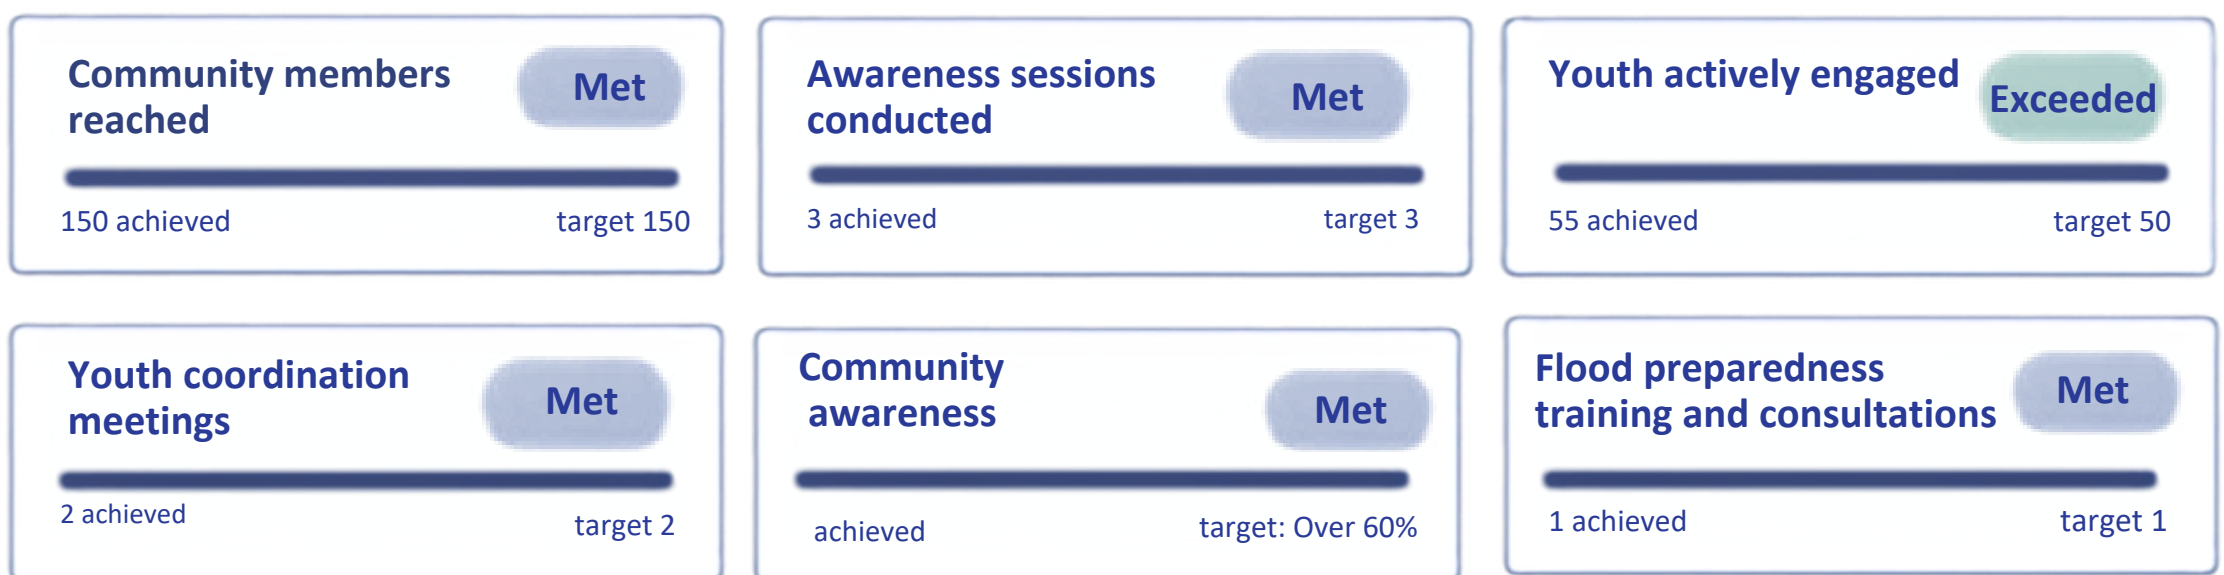 Community members
reached
Met
150 achieved
target 150
Awareness sessions
conducted
Met
3 achieved
target 3
Youth actively engaged
Exceeded
55 achieved
target 50
Youth coordination
meetings
Met
2 achieved
target 2
Community
awareness
Met
achieved
target: Over 60%
Flood preparedness
training and consultations
Met
1 achieved
target 1